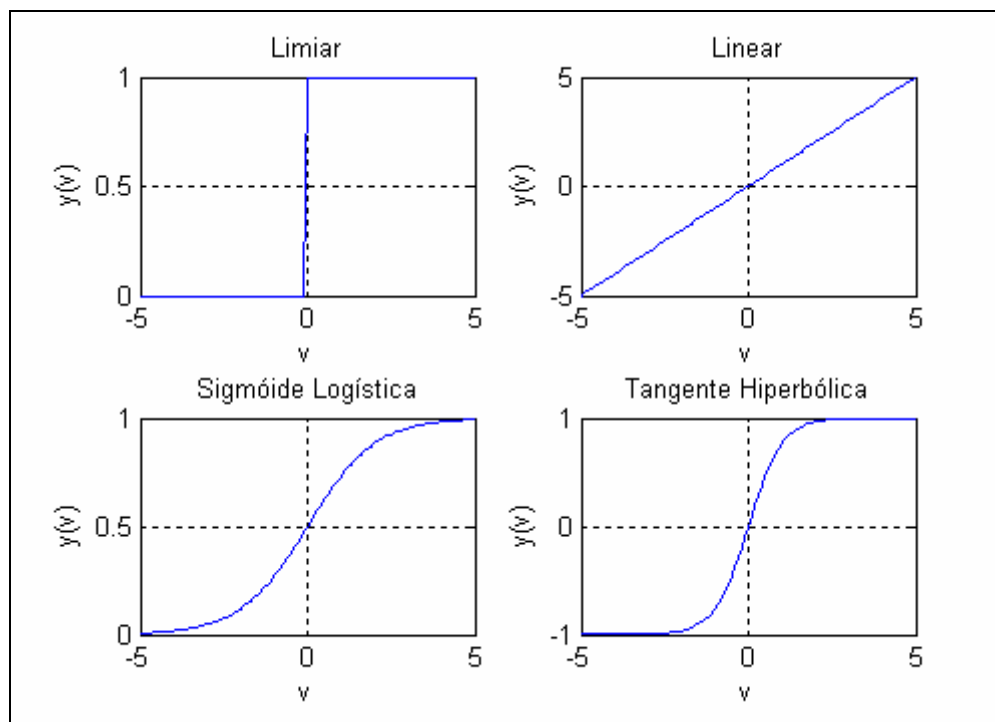 Limiar
1
0.5
0
y(v)
-5 0 5
v
Linear
5
0
-5
y(v)
-5 0 5
v
Sigmóide Logística
1
0.5
0
y(v)
-5 0 5
v
Tangente Hiperbólica
1
0
-1
y(v)
-5 0 5
v